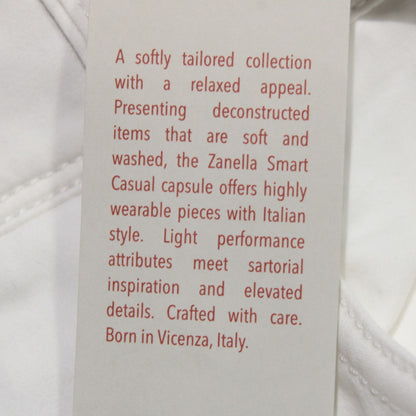 A softly tailored collection
with a relaxed appeal.
Presenting deconstructed
items that are soft and
washed, the Zanella Smart
Casual capsule offers highly
wearable pieces with Italian
style. Light performance
attributes meet sartorial
inspiration and elevated
details. Crafted with care.
Born in Vicenza, Italy.